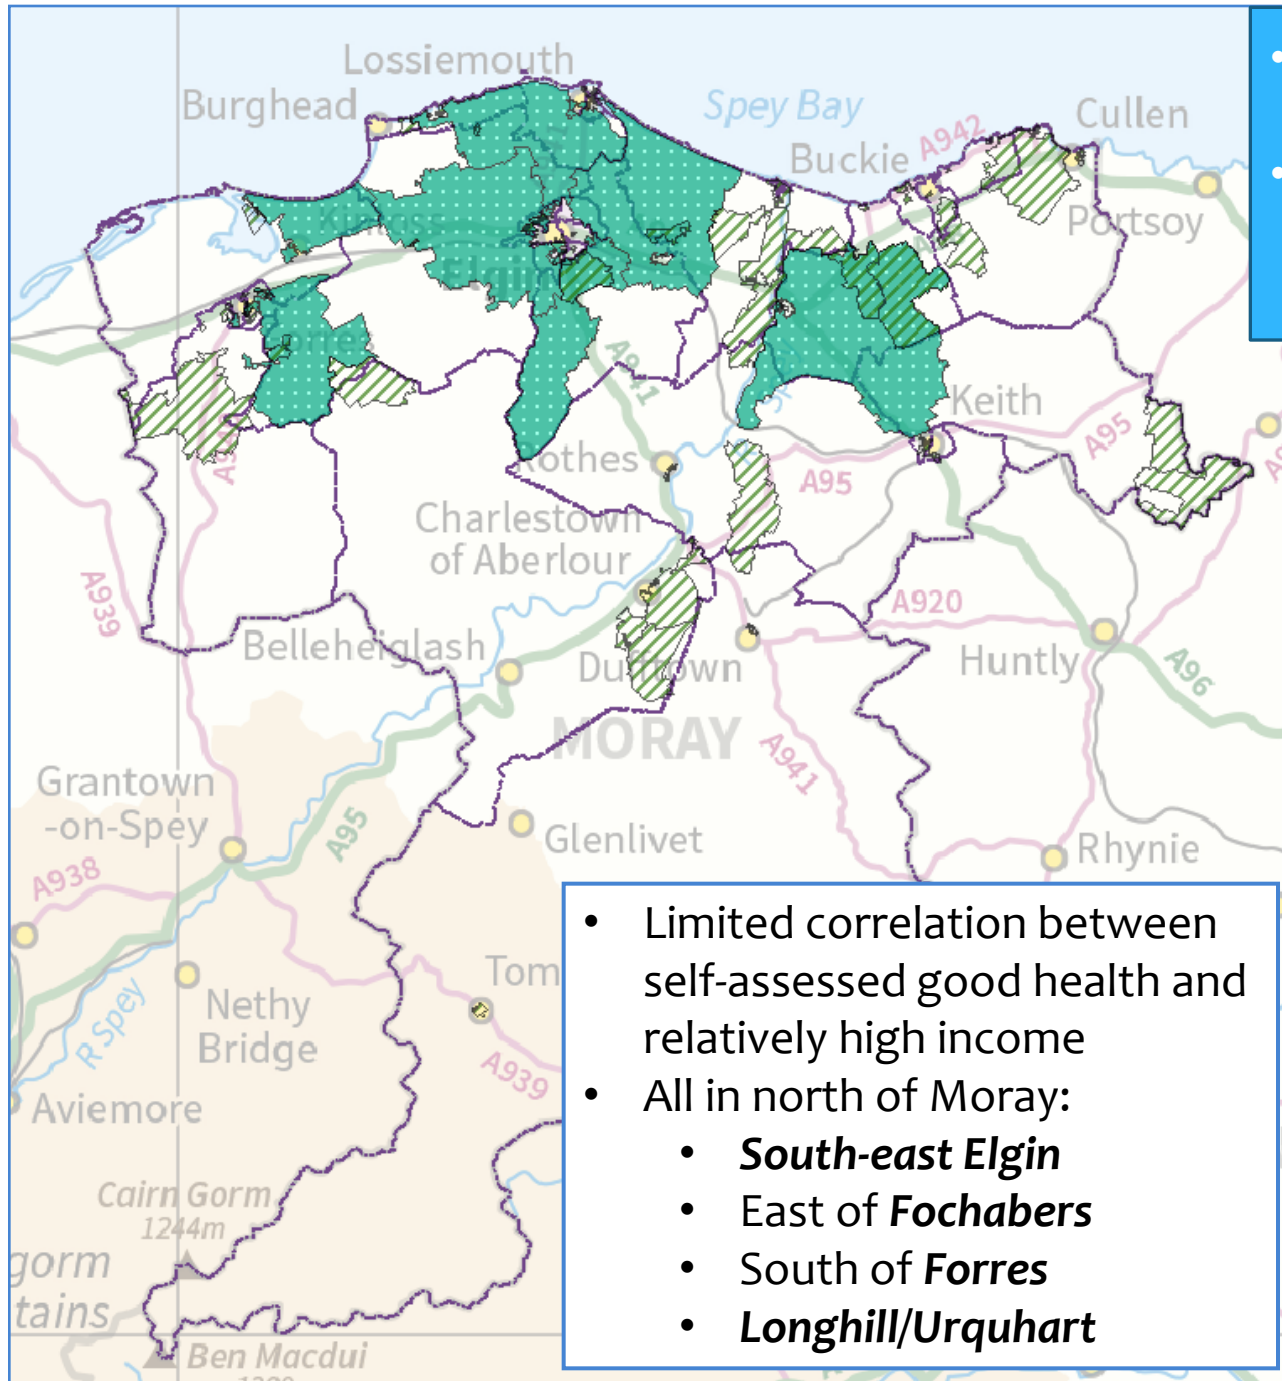 Lossiemouth
Burghead
Spey Bay
Cullen
A942
Buckie
Portsoy
Elgin
A941
Keith
A95
Rothes
A95
Charlestown
of Aberlour
A939
A920
Belleheiglash
Dufftown
Huntly
A96
MORAY
A941
Grantown
-on-Spey
A95
Glenlivet
Rhynie
A938
Tom
Nethy
Bridge
R Spey
A939
Aviemore
Cairn Gorm
1244m
gorm
tains
Ben Macdui
• Limited correlation between
self-assessed good health and
relatively high income
• All in north of Moray:
• South-east Elgin
• East of Fochabers
• South of Forres
• Longhill/Urquhart